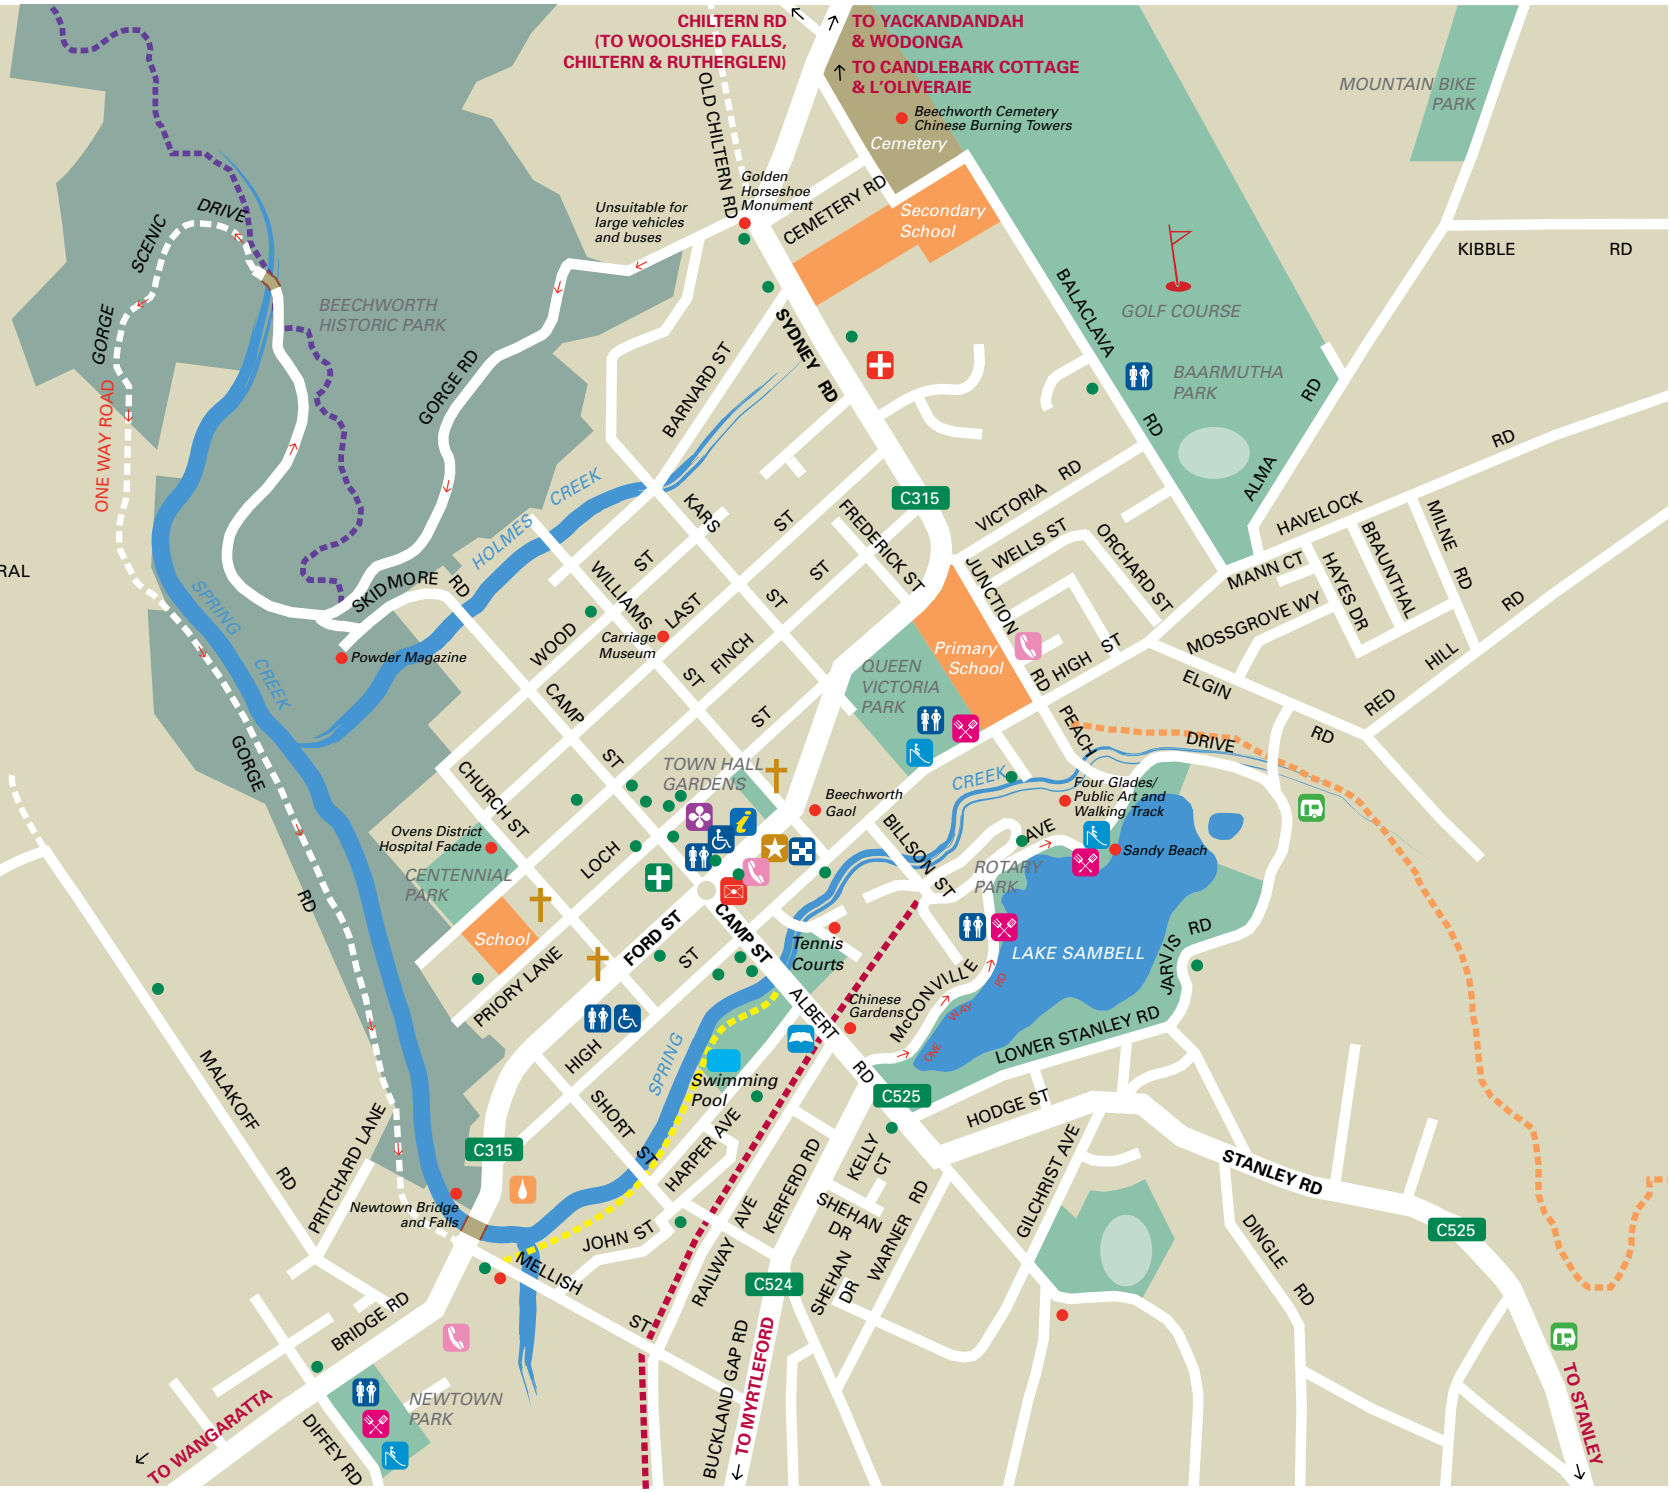 CHILTERN RD
(TO WOOLSHED FALLS,
CHILTERN & RUTHERGLEN)
TO YACKANDANDAH
& WODONGA
TO CANDLEBARK COTTAGE
& L'OLIVERAIE
MOUNTAIN BIKE
PARK
OLD CHILTERN RD
Beechworth Cemetery
Chinese Burning Towers
Cemetery
Golden
Horseshoe
Monument
CEMETERY RD
Secondary
School
Unsuitable for
large vehicles
and buses
SCENIC
DRIVE
GORGE
KIBBLE
RD
BEECHWORTH
HISTORIC PARK
GOLF COURSE
BALACLAVA
RD
BAARMUTHA
PARK
SYDNEY RD
GORGE RD
BARNARD ST
ONE WAY ROAD
ALMA
RD
RD
HAVELOCK
HOLMES
CREEK
KARS
ST
C315
VICTORIA
RD
WELLS ST
ORCHARD ST
FREDERICK ST
JUNCTION
RD
MANN CT
HAYES DR
BRAUNTHAL
MILNE
RD
MOSSGROVE WY
RAL
SKIDMORE
RD
SPRING
CREEK
WILLIAMS
ST
WOOD
ST
LAST
ST
FINCH
ST
Carriage
Museum
Powder Magazine
Primary
School
QUEEN
VICTORIA
PARK
HIGH ST
ELGIN
RD
RED
HILL
RD
CAMP
ST
GORGE
RD
CHURCH ST
TOWN HALL
GARDENS
ST
PEACH
DRIVE
CREEK
Four Glades/
Public Art and
Walking Track
Beechworth
Gaol
Ovens District
Hospital Facade
LOCH
CENTENNIAL
PARK
School
BILLSON ST
AVE
ROTARY
PARK
Sandy Beach
LAKE SAMBELL
JARVIS
RD
FORD ST
CAMP ST
ST
PRIORY LANE
Tennis
Courts
McCONVILLE
ONE
WAY
RD
LOWER STANLEY RD
ALBERT
RD
Chinese
Gardens
HIGH
SPRING
Swimming
Pool
MALAKOFF
RD
PRITCHARD LANE
SHORT
ST
HARPER AVE
C525
HODGE ST
C315
KELLY
CT
KERFERD RD
GILCHRIST AVE
STANLEY RD
Newtown Bridge
and Falls
JOHN ST
RAILWAY
AVE
SHEHAN
DR
SHEHAN
DR
WARNER
RD
C525
DINGLE
RD
MELLISH
ST
C524
BRIDGE RD
BUCKLAND GAP RD
TO MYRTLEFORD
NEWTOWN
PARK
TO WANGARATTA
DIFFEY RD
TO STANLEY